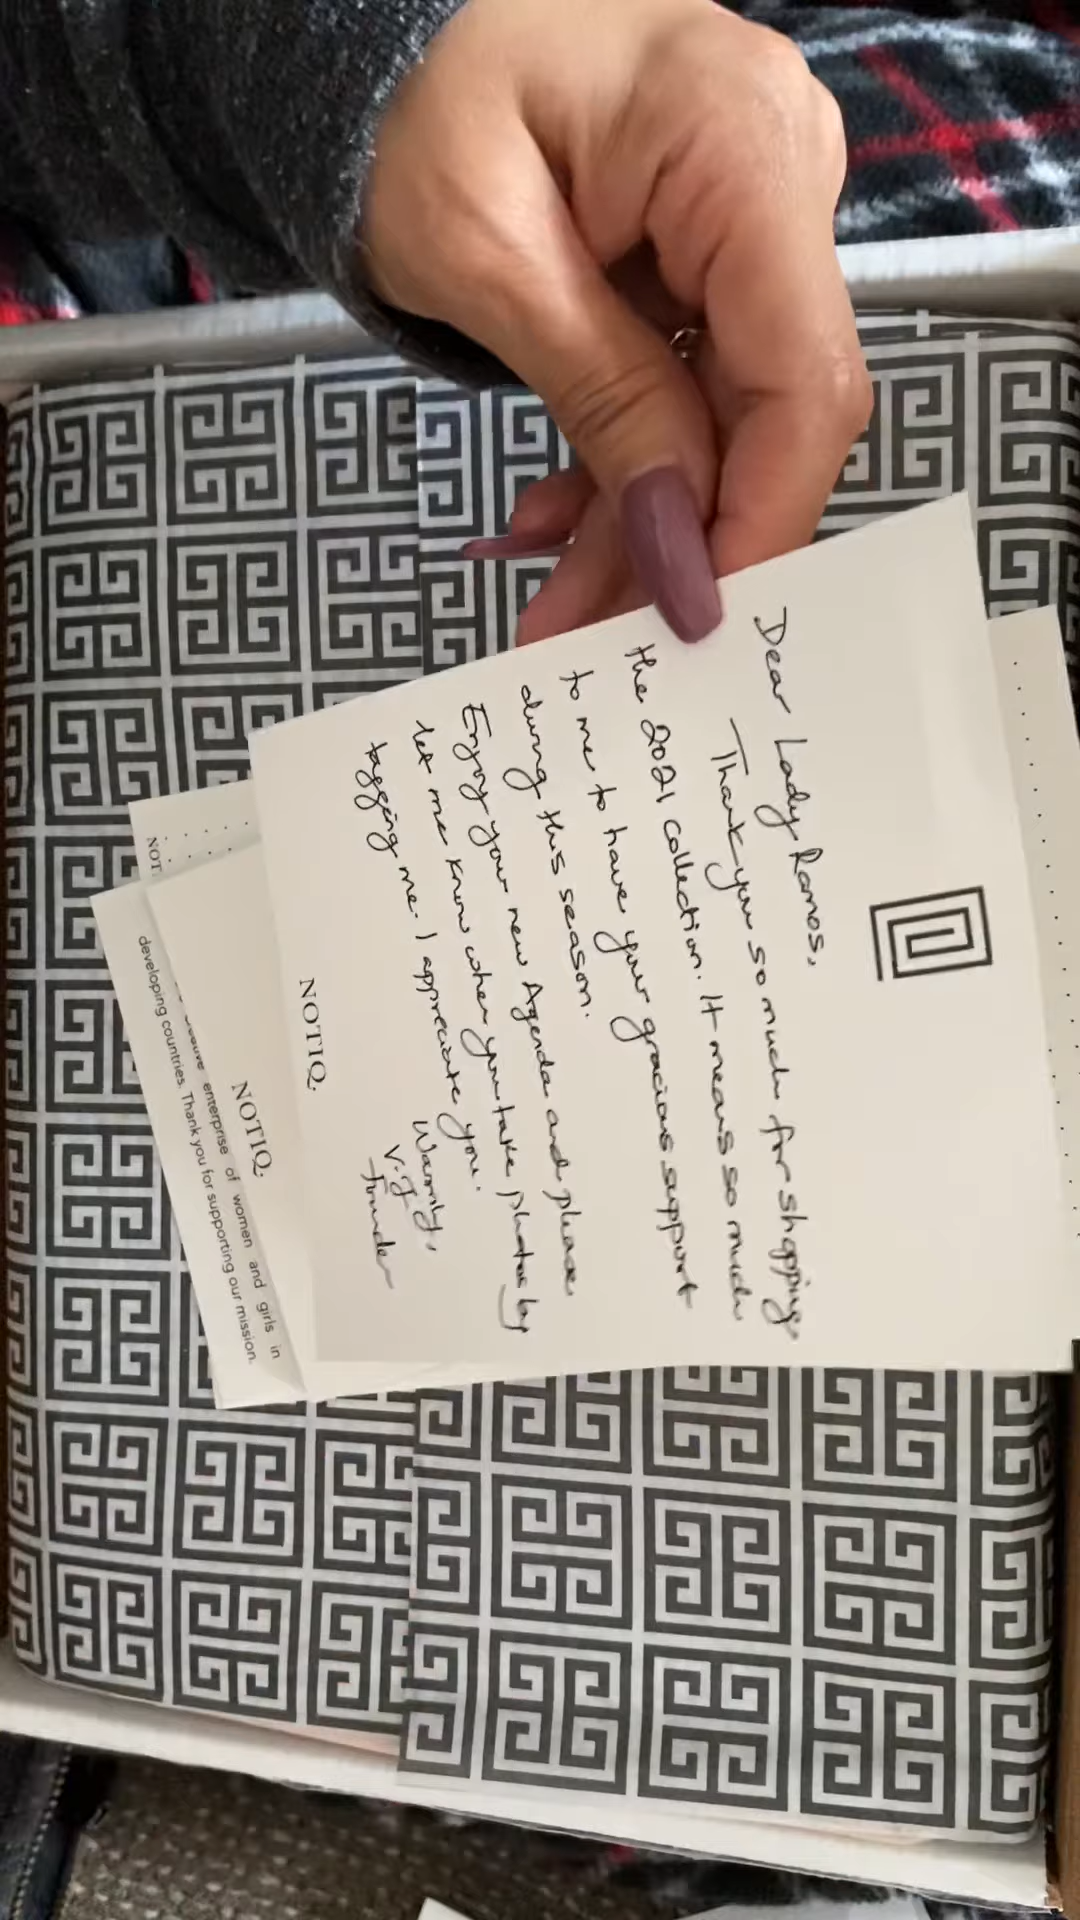 Dear Lady Ramos,
Thank you so much for shopping
the 2021 collection. It means so much
to me to have your gracious support
during this season.
Enjoy your new Agenda and please
let me know when you take photos by
tagging me. I appreciate you.
Warmly,
V.J
founder
NOTIQ.
NOTIQ.
NOT
enterprise of women and girls in
developing countries. Thank you for supporting our mission.